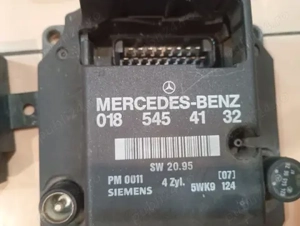 MERCEDES-BENZ
018 545 41 32
SW 20.95
PM 0011 4 Zyl. [07]
SIEMENS 5WK9 124